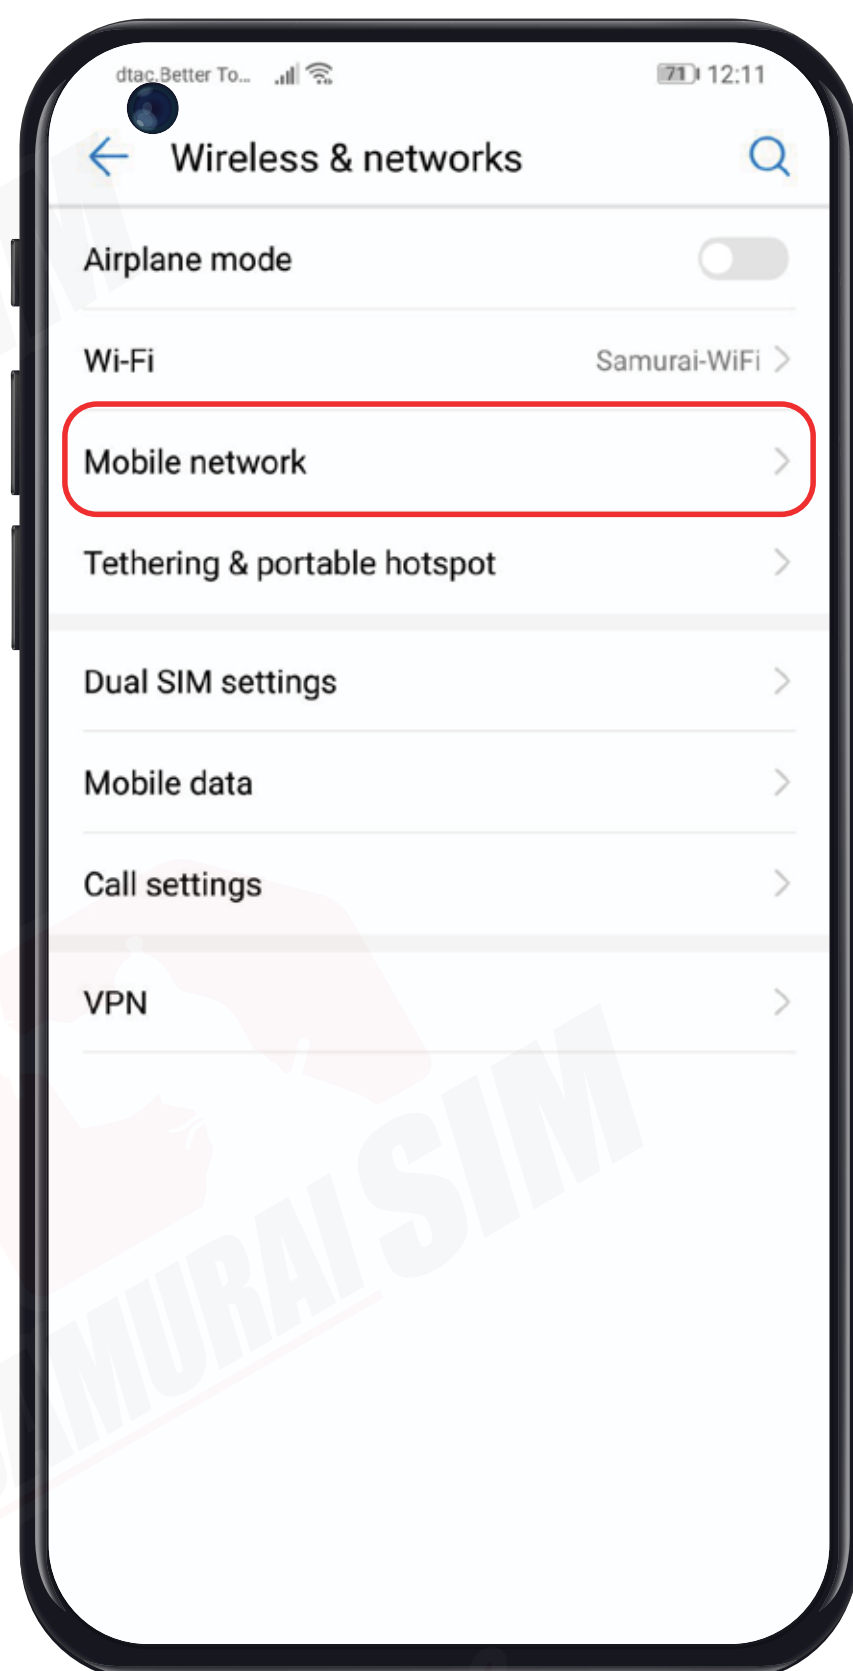 dtac.Better To... 71 12:11
Wireless & networks
Airplane mode
Wi-Fi Samurai-WiFi
Mobile network
Tethering & portable hotspot
Dual SIM settings
Mobile data
Call settings
VPN
SAMURAI SIM